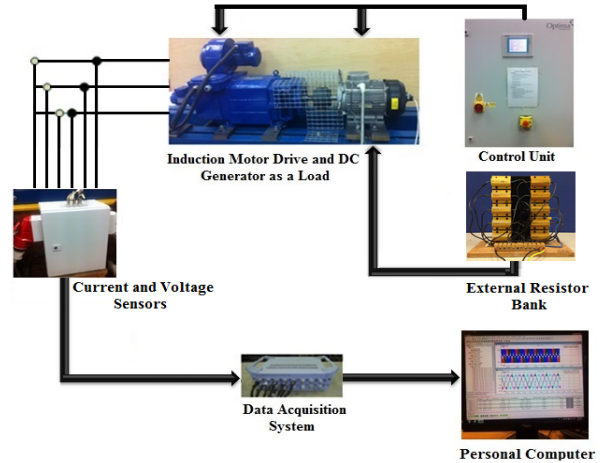 Optima
Induction Motor Drive and DC
Generator as a Load
Control Unit
Current and Voltage
Sensors
External Resistor
Bank
Data Acquisition
System
Personal Computer